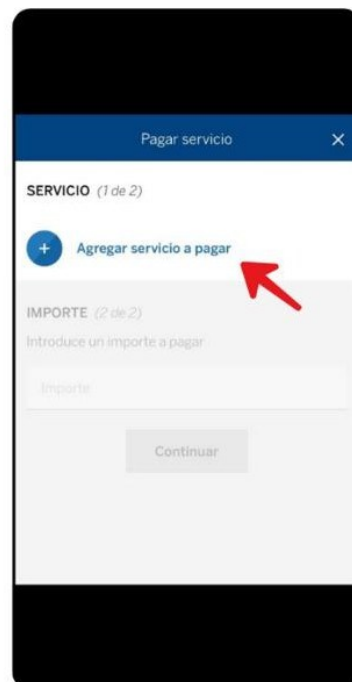 Pagar servicio
SERVICIO (1 de 2)
Agregar servicio a pagar
IMPORTE (2 de 2)
Introduce un importe a pagar
Importe
Continuar